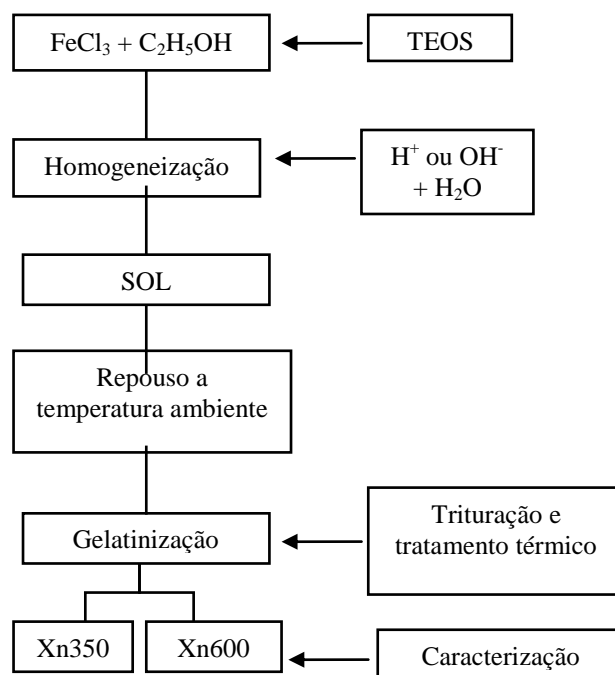 FeCl₃ + C₂H₅OH
TEOS
Homogeneização
H⁺ ou OH⁻
+ H₂O
SOL
Repouso a
temperatura ambiente
Gelatinização
Trituração e
tratamento térmico
Xn350
Xn600
Caracterização